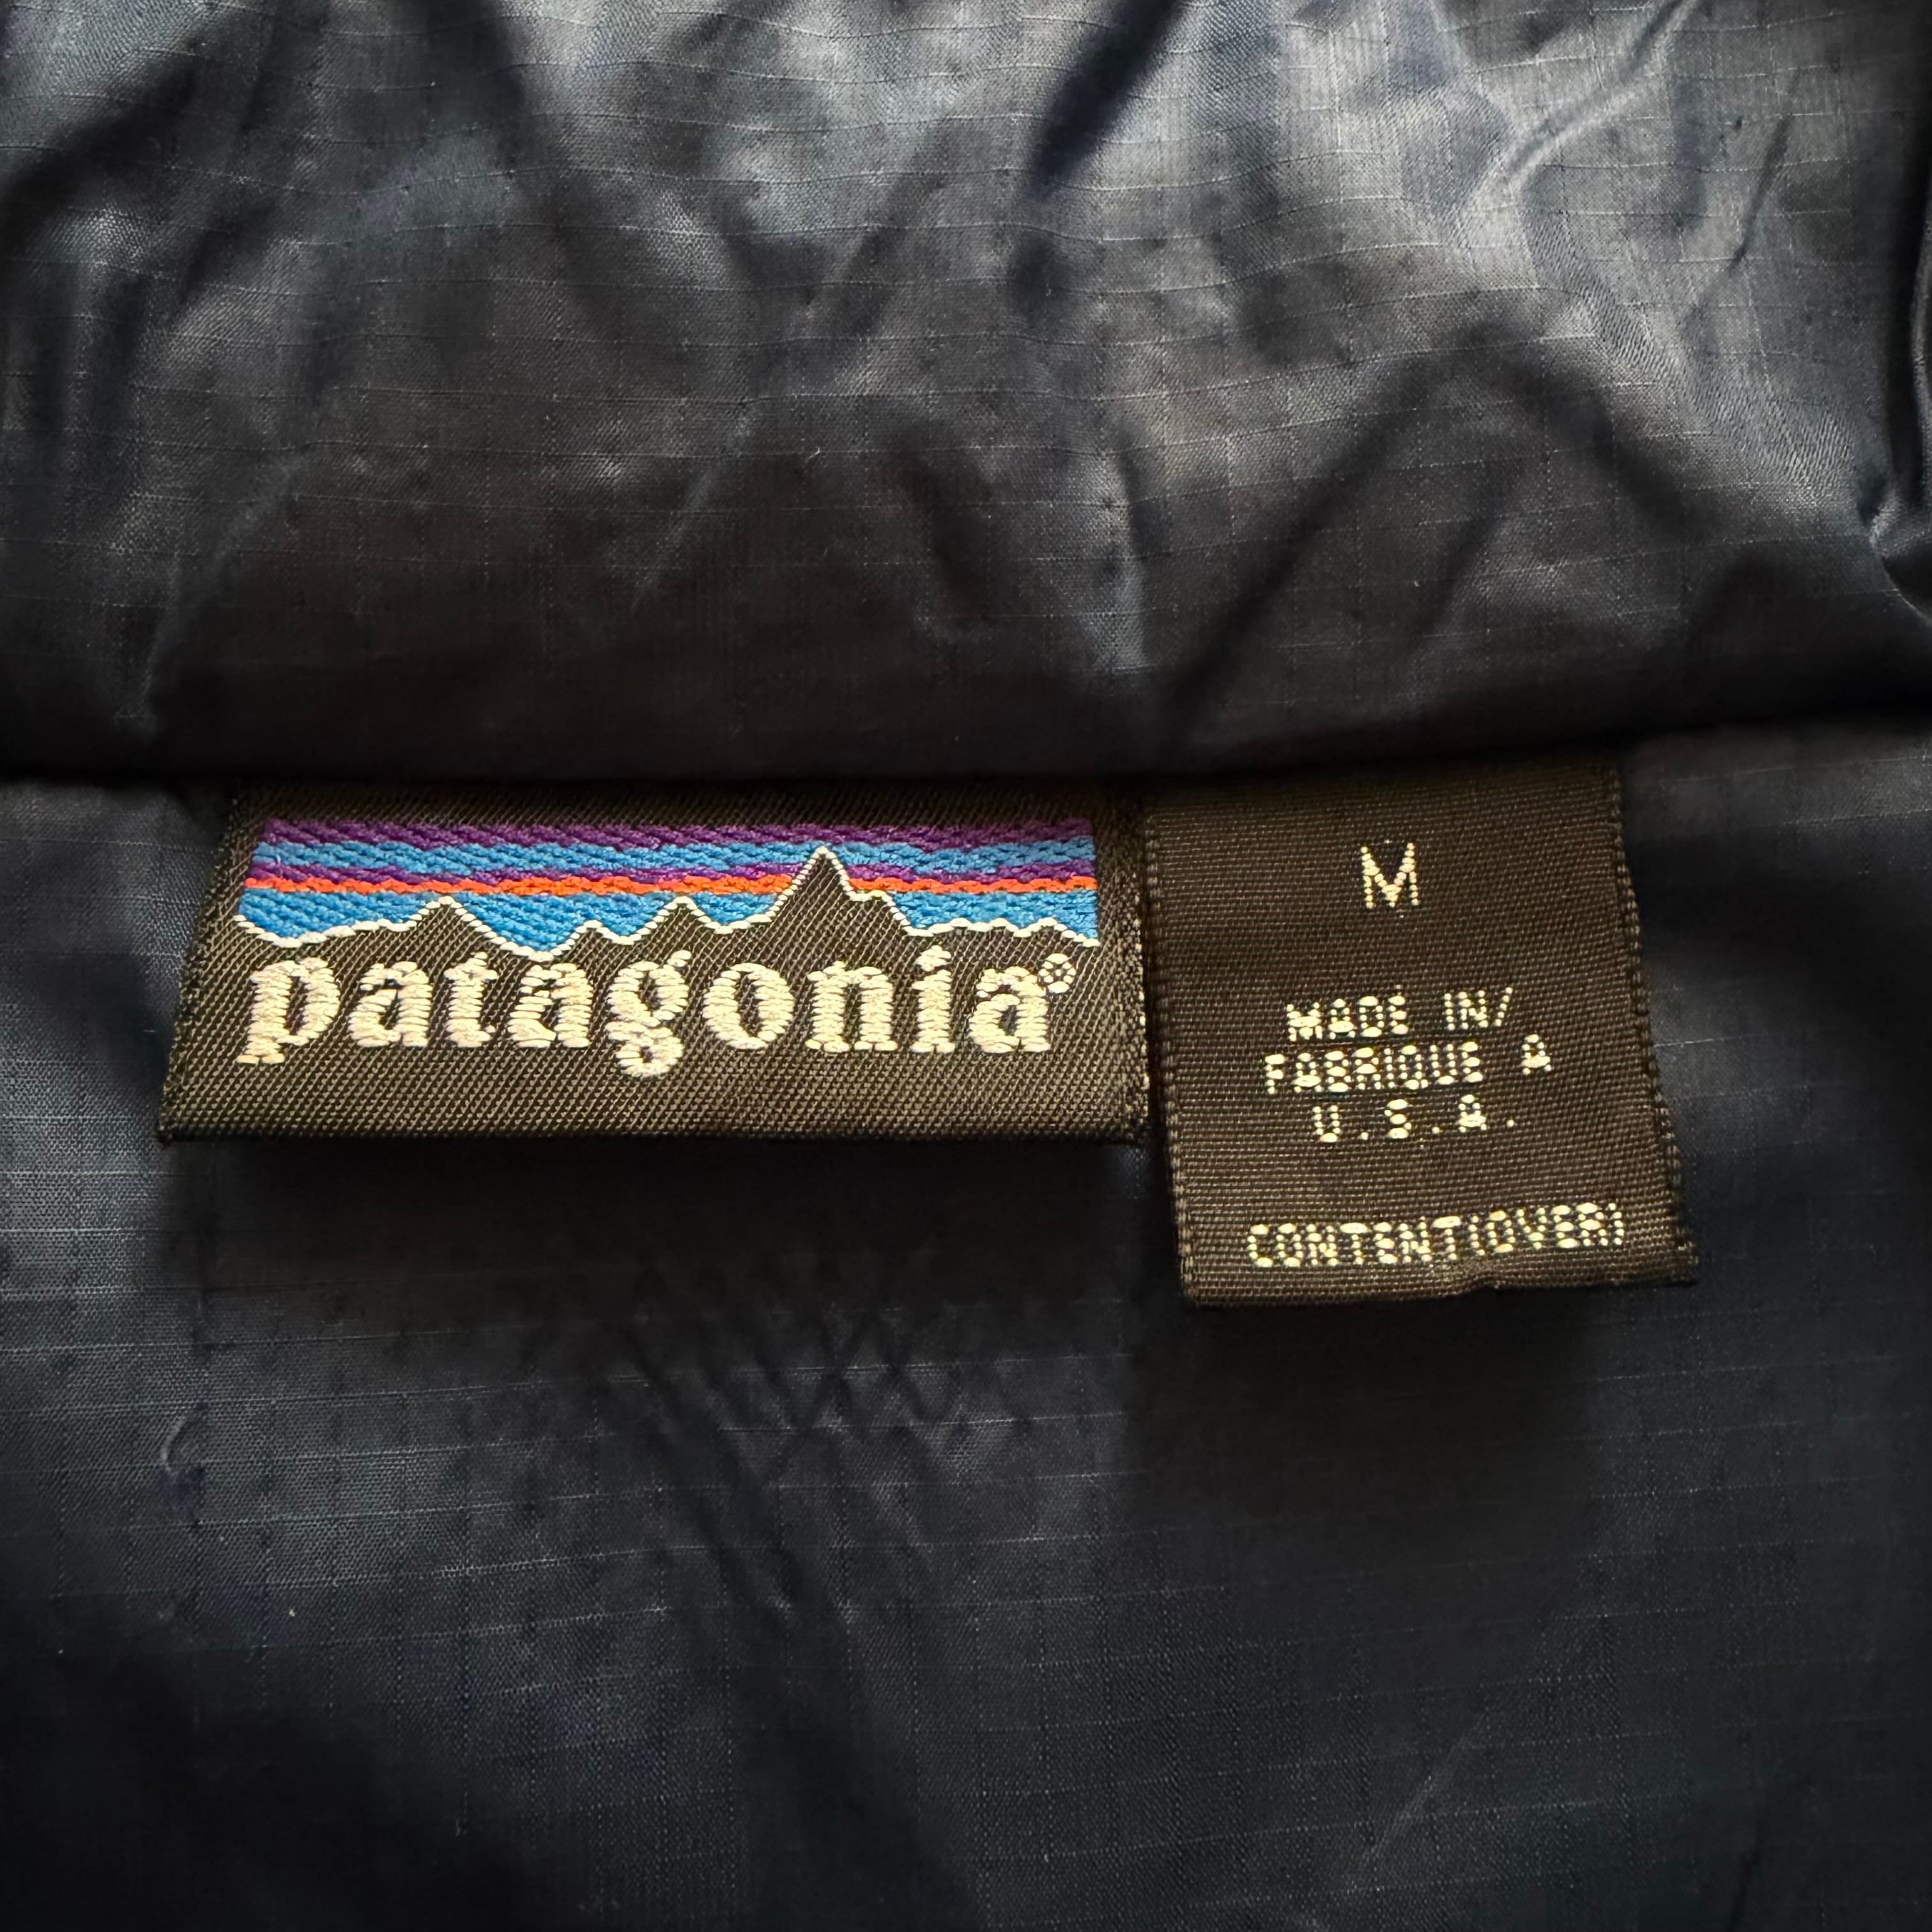 patagonia®
M
MADE IN/
FABRIQUE A
U.S.A.
CONTENT(OVER)